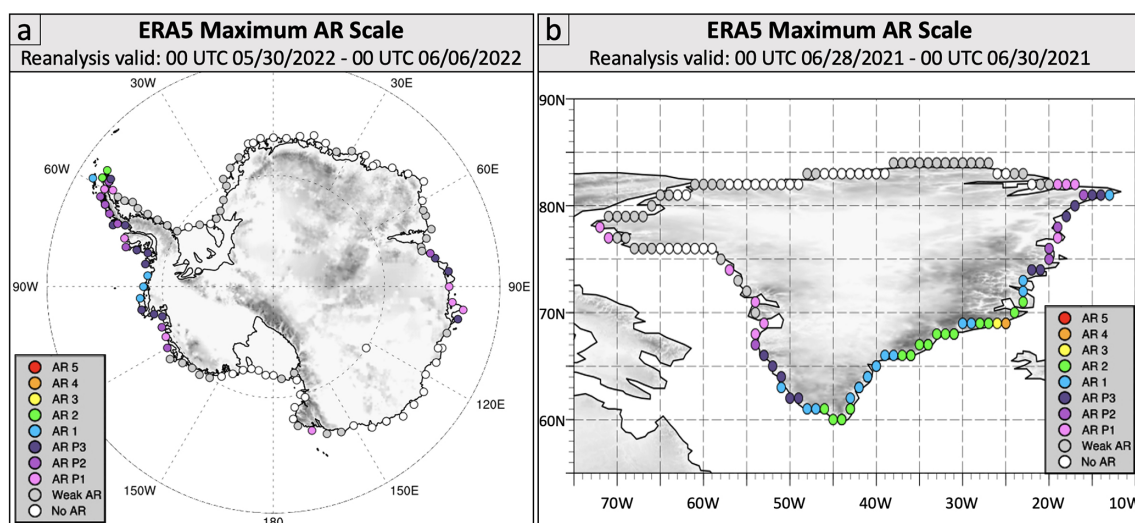 a
ERA5 Maximum AR Scale
Reanalysis valid: 00 UTC 05/30/2022 - 00 UTC 06/06/2022
30W
30E
60W
60E
90W
90E
120E
150W
150E
180
AR 5
AR 4
AR 3
AR 2
AR 1
AR P3
AR P2
AR P1
Weak AR
No AR
b
ERA5 Maximum AR Scale
Reanalysis valid: 00 UTC 06/28/2021 - 00 UTC 06/30/2021
90N
80N
70N
60N
70W
60W
50W
40W
30W
20W
10W
AR 5
AR 4
AR 3
AR 2
AR 1
AR P3
AR P2
AR P1
Weak AR
No AR